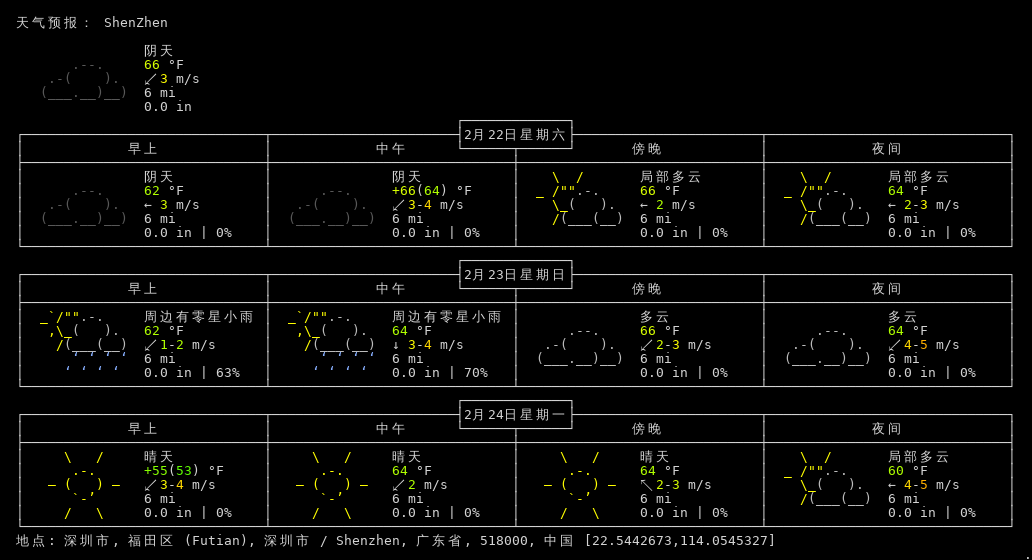 天气预报： ShenZhen
阴天
66 °F
↙3 m/s
6 mi
0.0 in
2月22日星期六
早上 中午 傍晚 夜间
阴天 阴天 局部多云 局部多云
62 °F +66(64) °F 66 °F 64 °F
← 3 m/s ↙3-4 m/s ← 2 m/s ← 2-3 m/s
6 mi 6 mi 6 mi 6 mi
0.0 in | 0% 0.0 in | 0% 0.0 in | 0% 0.0 in | 0%
2月23日星期日
早上 中午 傍晚 夜间
周边有零星小雨 周边有零星小雨 多云 多云
62 °F 64 °F 66 °F 64 °F
↙1-2 m/s ↓ 3-4 m/s ↙2-3 m/s ↙4-5 m/s
6 mi 6 mi 6 mi 6 mi
0.0 in | 63% 0.0 in | 70% 0.0 in | 0% 0.0 in | 0%
2月24日星期一
早上 中午 傍晚 夜间
晴天 晴天 晴天 局部多云
+55(53) °F 64 °F 64 °F 60 °F
↙3-4 m/s ↙2 m/s ↖2-3 m/s ← 4-5 m/s
6 mi 6 mi 6 mi 6 mi
0.0 in | 0% 0.0 in | 0% 0.0 in | 0% 0.0 in | 0%
地点: 深圳市, 福田区 (Futian), 深圳市 / Shenzhen, 广东省, 518000, 中国 [22.5442673,114.0545327]